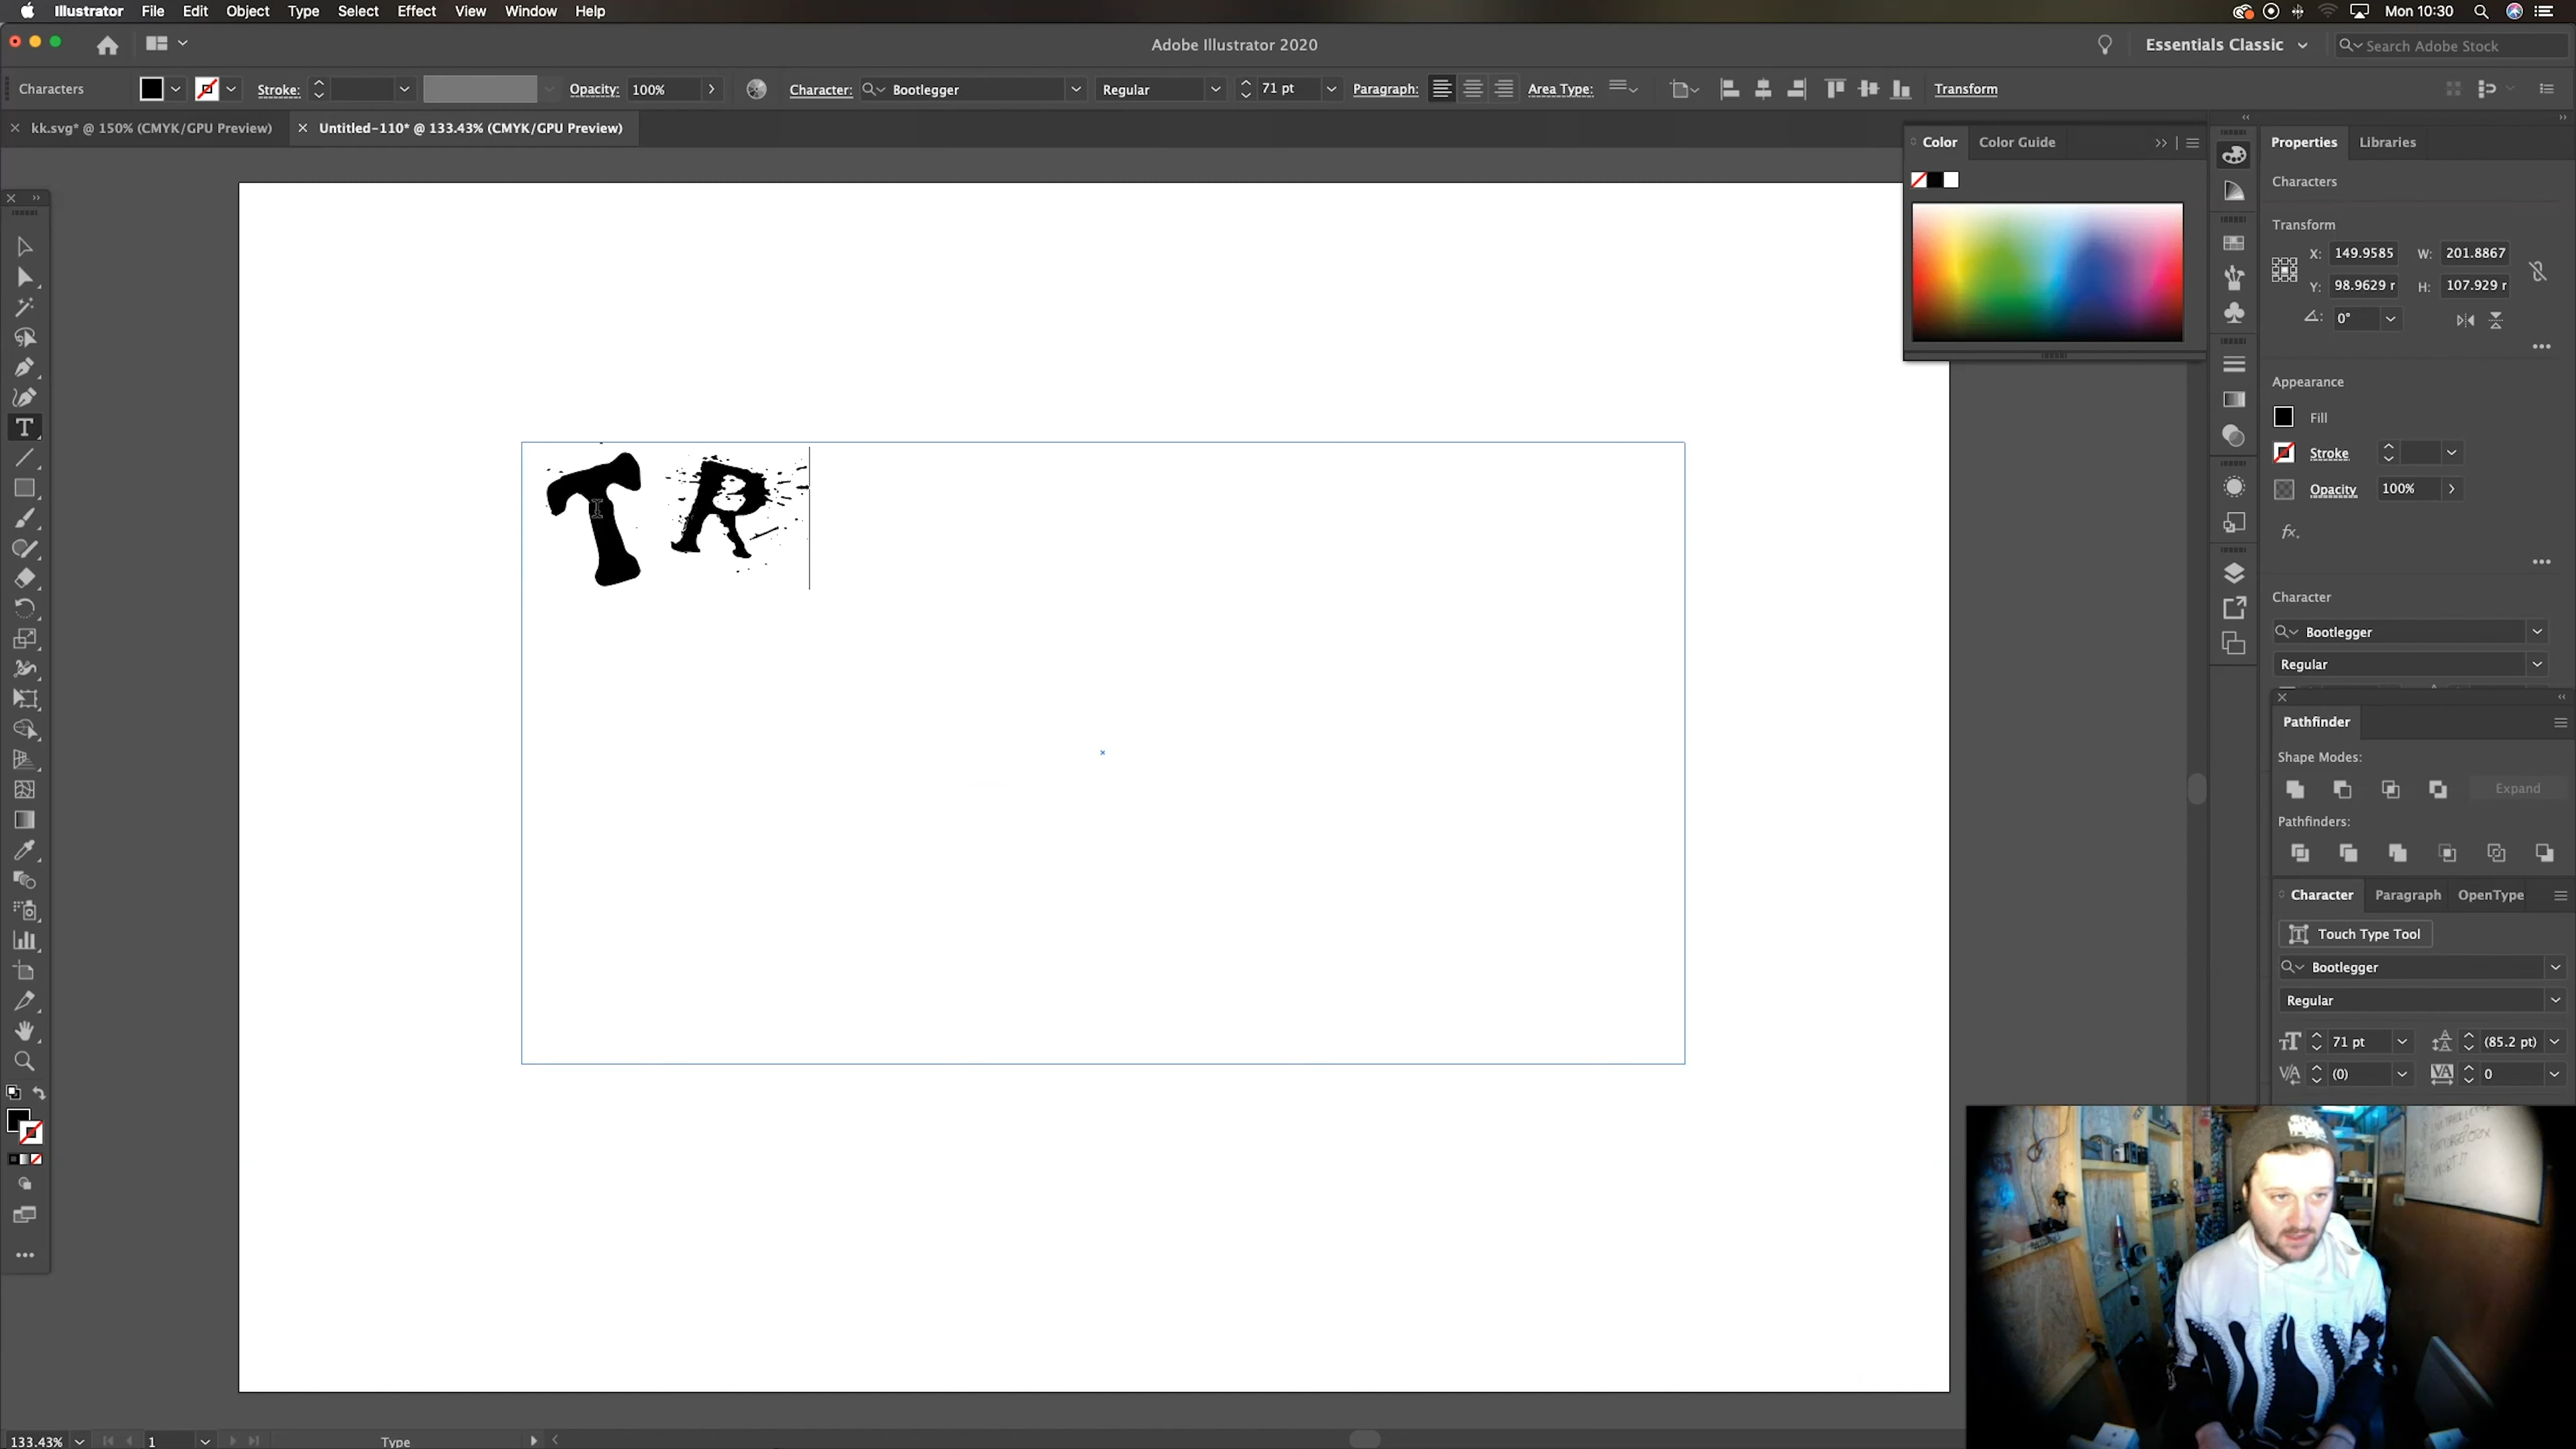 Illustrator File Edit Object Type Select Effect View Window Help
Mon 10:30
Adobe Illustrator 2020
Essentials Classic
Search Adobe Stock
Characters
Stroke:
Opacity: 100%
Character: Bootlegger
Regular
71 pt
Paragraph:
Area Type:
Transform
kk.svg* @ 150% (CMYK/GPU Preview)
Untitled-110* @ 133.43% (CMYK/GPU Preview)
Color
Color Guide
Properties
Libraries
Characters
Transform
X: 149.9585
W: 201.8867
Y: 98.9629 r
H: 107.929 r
0°
Appearance
Fill
Stroke
Opacity 100%
fx.
Character
Bootlegger
Regular
TR
Pathfinder
Shape Modes:
Expand
Pathfinders:
Character
Paragraph
OpenType
Touch Type Tool
Bootlegger
Regular
71 pt
(85.2 pt)
(0)
0
133.43%
1
Type